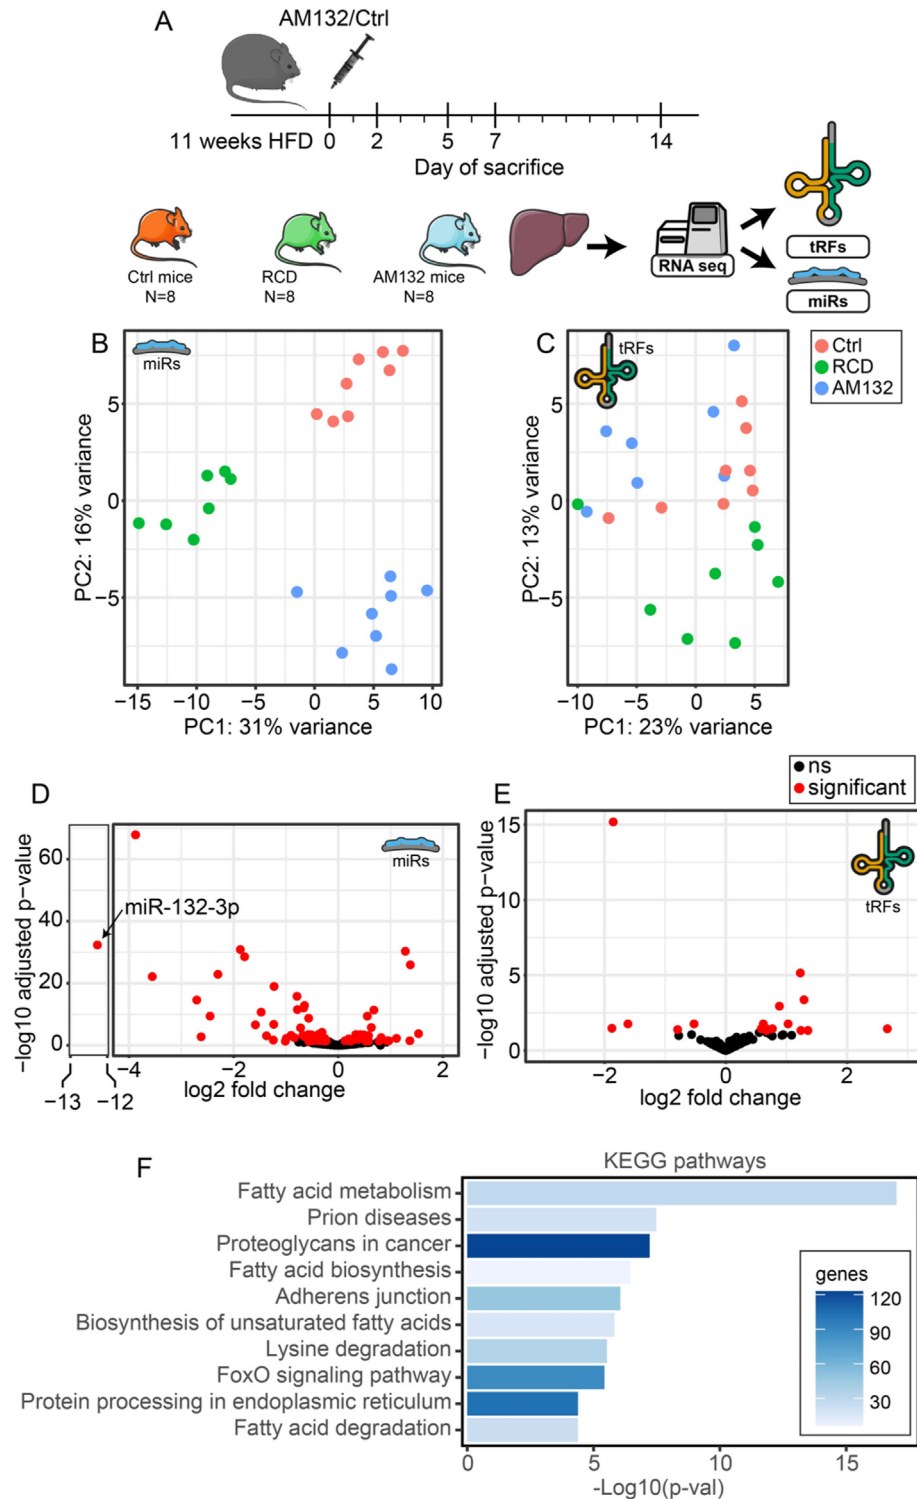 A
AM132/Ctrl
11 weeks HFD 0 2 5 7 14
Day of sacrifice
Ctrl mice
N=8
RCD
N=8
AM132 mice
N=8
RNA seq
tRFs
miRs
B
miRs
PC2: 16% variance
5
0
−5
−15 −10 −5 0 5 10
PC1: 31% variance
C
tRFs
PC2: 13% variance
5
0
−5
−10 −5 0 5
PC1: 23% variance
Ctrl
RCD
AM132
D
miRs
miR-132-3p
−log10 adjusted p−value
60
40
20
0
−13 −12
−4 −2 0 2
log2 fold change
ns
significant
E
tRFs
−log10 adjusted p−value
15
10
5
0
−2 0 2
log2 fold change
F
KEGG pathways
Fatty acid metabolism
Prion diseases
Proteoglycans in cancer
Fatty acid biosynthesis
Adherens junction
Biosynthesis of unsaturated fatty acids
Lysine degradation
FoxO signaling pathway
Protein processing in endoplasmic reticulum
Fatty acid degradation
0 5 10 15
-Log10(p-val)
genes
120
90
60
30